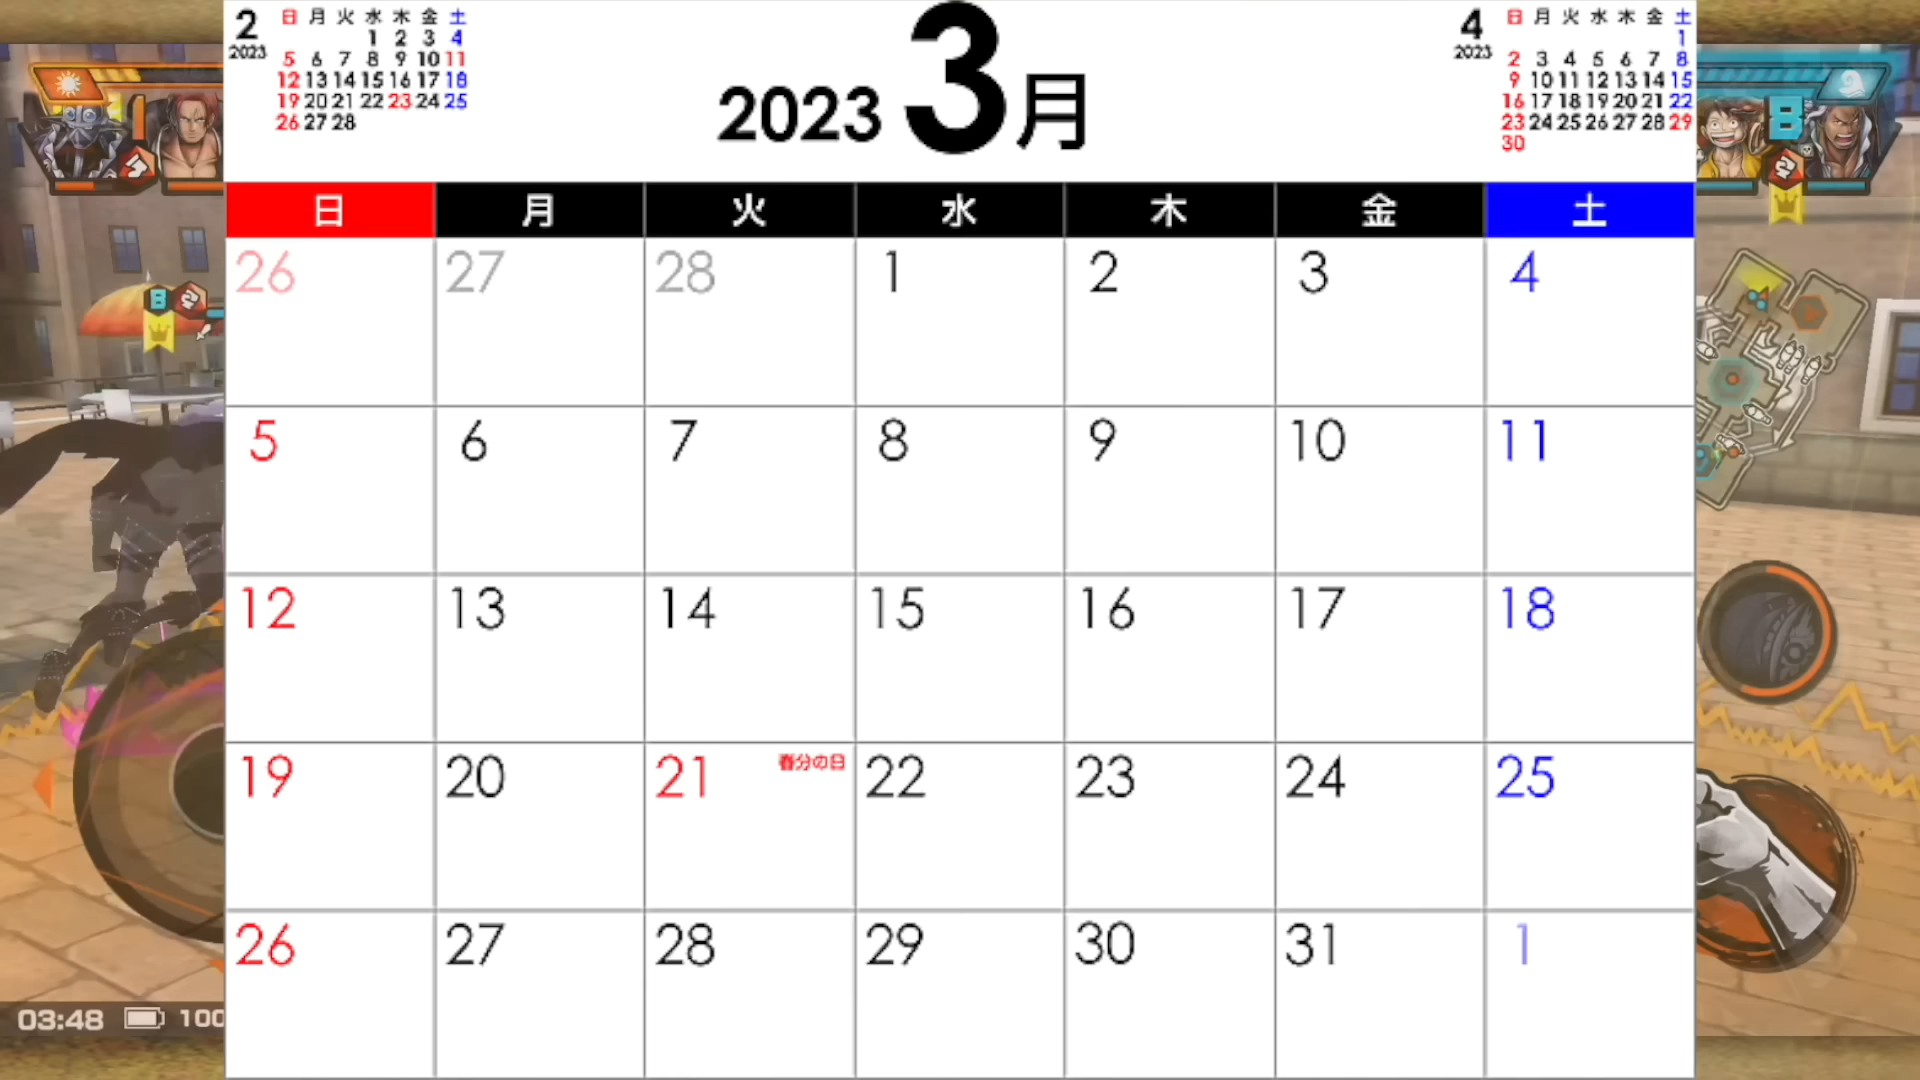 2
2023
日 月 火 水 木 金 土
1 2 3 4
5 6 7 8 9 10 11
12 13 14 15 16 17 18
19 20 21 22 23 24 25
26 27 28
2023 3月
4
2023
日 月 火 水 木 金 土
1
2 3 4 5 6 7 8
9 10 11 12 13 14 15
16 17 18 19 20 21 22
23 24 25 26 27 28 29
30
日 月 火 水 木 金 土
26 27 28 1 2 3 4
5 6 7 8 9 10 11
12 13 14 15 16 17 18
19 20 21 春分の日 22 23 24 25
26 27 28 29 30 31 1
B
B
03:48 100